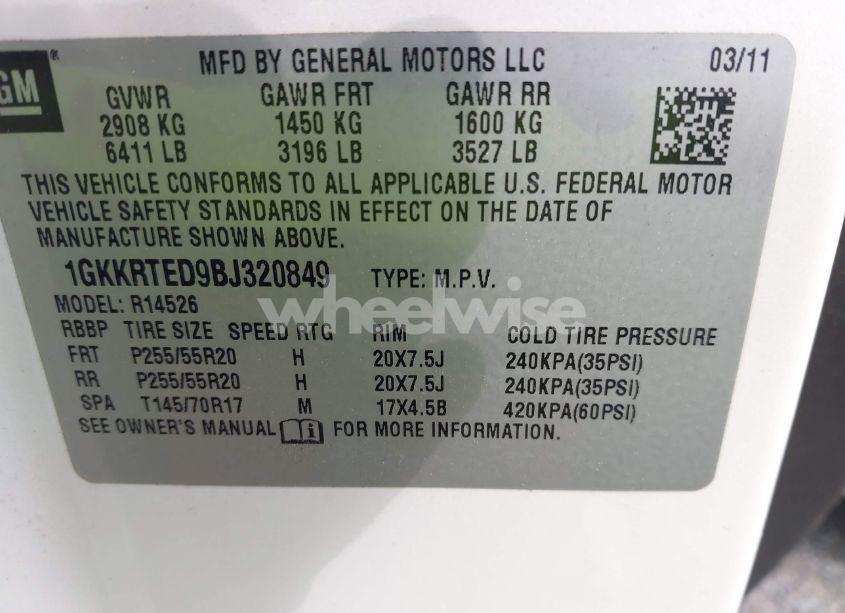 GM®
MFD BY GENERAL MOTORS LLC 03/11
GVWR GAWR FRT GAWR RR
2908 KG 1450 KG 1600 KG
6411 LB 3196 LB 3527 LB
THIS VEHICLE CONFORMS TO ALL APPLICABLE U.S. FEDERAL MOTOR
VEHICLE SAFETY STANDARDS IN EFFECT ON THE DATE OF
MANUFACTURE SHOWN ABOVE.
1GKKRTED9BJ320849 TYPE: M.P.V.
wheelwise
MODEL: R14526
RBBP TIRE SIZE SPEED RTG RIM COLD TIRE PRESSURE
FRT P255/55R20 H 20X7.5J 240KPA(35PSI)
RR P255/55R20 H 20X7.5J 240KPA(35PSI)
SPA T145/70R17 M 17X4.5B 420KPA(60PSI)
SEE OWNER'S MANUAL i FOR MORE INFORMATION.